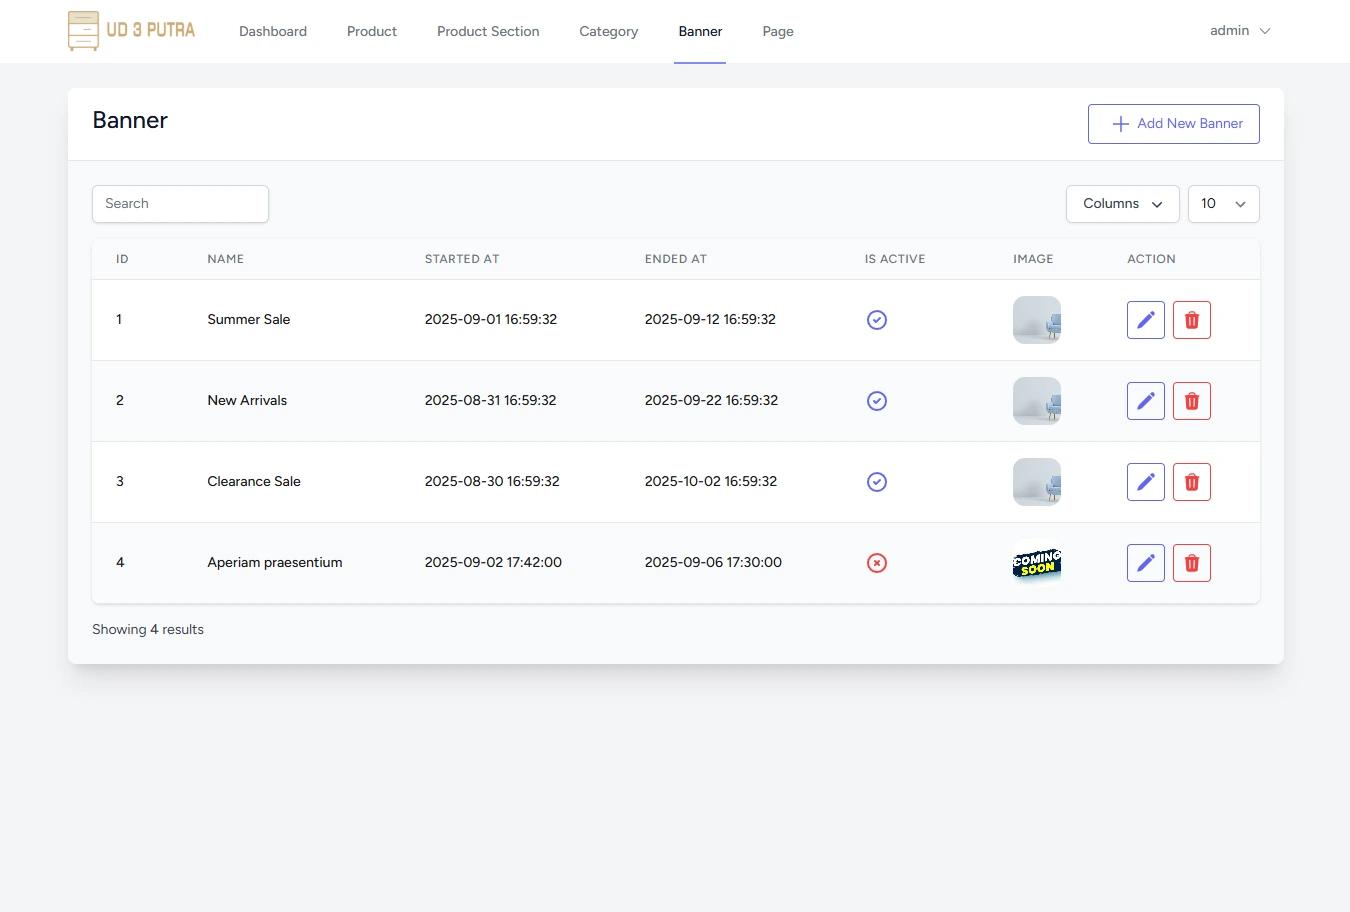 UD 3 PUTRA Dashboard Product Product Section Category Banner Page admin
Banner
Add New Banner
Search Columns 10
ID NAME STARTED AT ENDED AT IS ACTIVE IMAGE ACTION
1 Summer Sale 2025-09-01 16:59:32 2025-09-12 16:59:32
2 New Arrivals 2025-08-31 16:59:32 2025-09-22 16:59:32
3 Clearance Sale 2025-08-30 16:59:32 2025-10-02 16:59:32
4 Aperiam praesentium 2025-09-02 17:42:00 2025-09-06 17:30:00
COMING
SOON
Showing 4 results